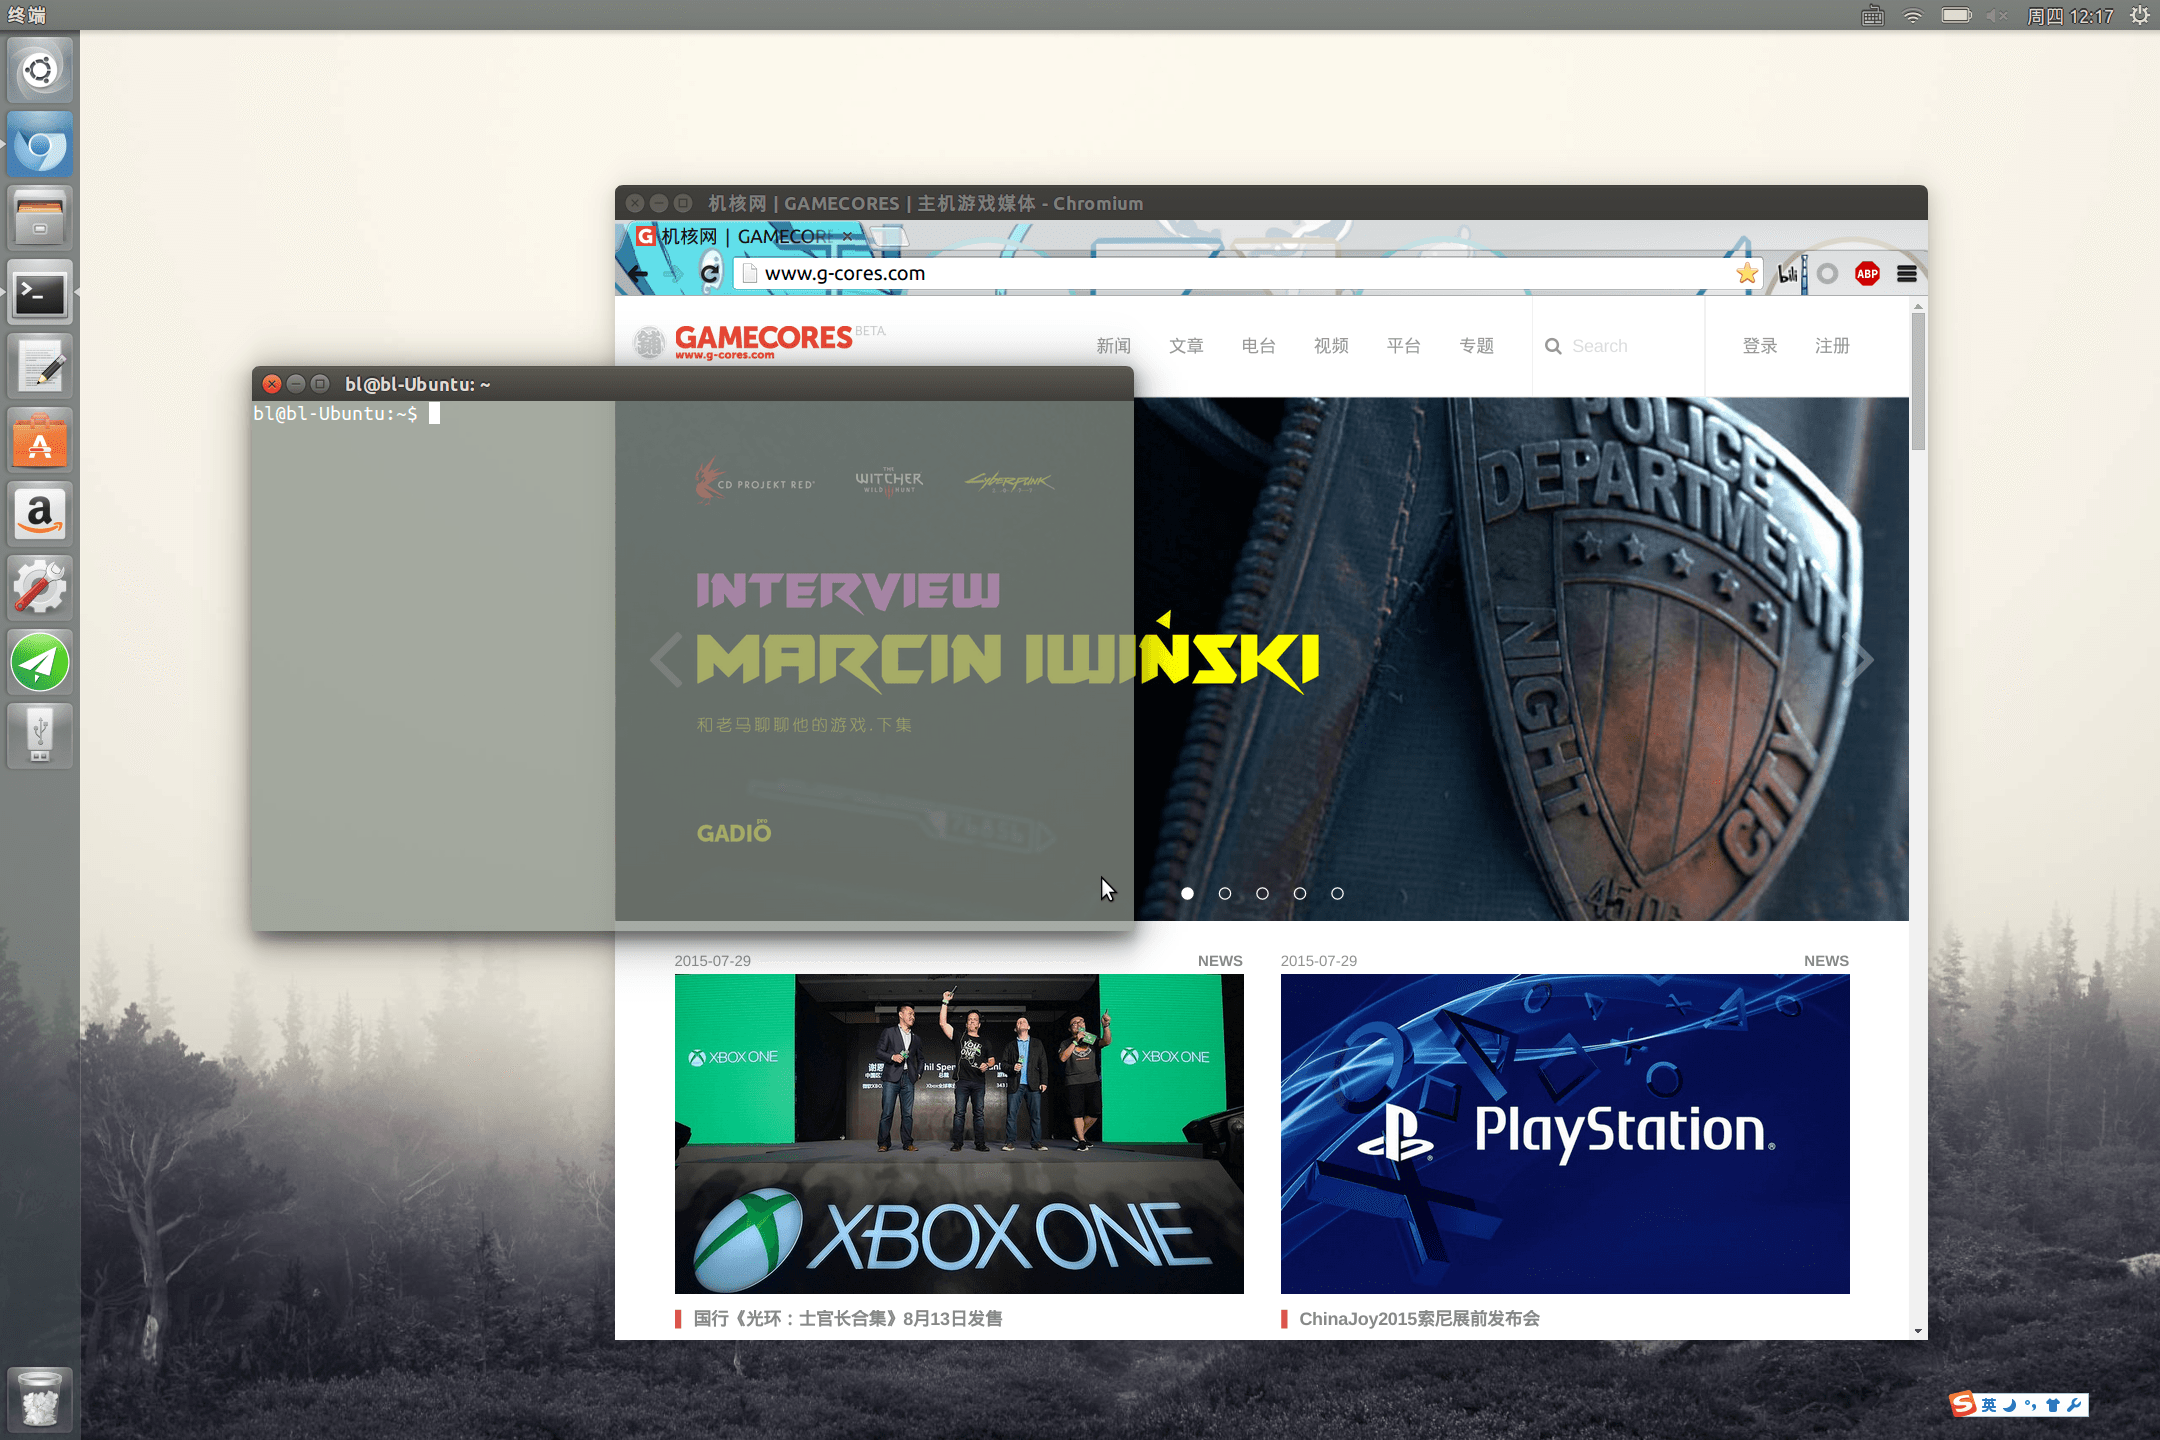 终端
周四 12:17
机核网 | GAMECORES | 主机游戏媒体 - Chromium
G 机核网 | GAMECORE
www.g-cores.com
bili
ABP
GAMECORES BETA.
www.g-cores.com
新闻 文章 电台 视频 平台 专题 Search 登录 注册
bl@bl-Ubuntu: ~
bl@bl-Ubuntu:~$
CD PROJEKT RED
THE WITCHER WILD HUNT
CYBERPUNK
INTERVIEW
MARCIN IWIŃSKI
和老马聊聊他的游戏.下集
GADIO pro
POLICE
DEPARTMENT
NIGHT CITY
2015-07-29 NEWS
2015-07-29 NEWS
XBOX ONE
XBOX ONE
XBOX ONE
PlayStation
国行《光环：士官长合集》8月13日发售
ChinaJoy2015索尼展前发布会
S 英